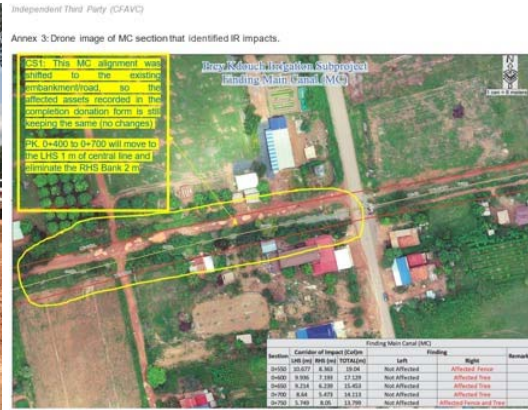 Independent Third Party (CFAVC)
Annex 3: Drone image of MC section that identified IR impacts.
Prey Kdouch Irrigation Subproject
Finding Main Canal (MC)
CS1: This MC alignment was
shifted to the existing
embankment/road, so the
affected assets recorded in the
completion donation form is still
keeping the same (no changes)
PK. 0+400 to 0+700 will move to
the LHS 1 m of central line and
eliminate the RHS Bank 2 m
Finding Main Canal (MC)
Section Corridor of Impact (CoI)m Finding Remark
LHS (m) RHS (m) TOTAL(m) Left Right
0+550 10.677 8.363 19.04 Not Affected Affected Fence
0+600 9.936 7.193 17.129 Not Affected Affected Tree
0+650 9.214 6.239 15.453 Not Affected Affected Tree
0+700 8.64 5.473 14.113 Not Affected Affected Tree
0+750 5.749 8.05 13.799 Not Affected Affected Fence and Tree